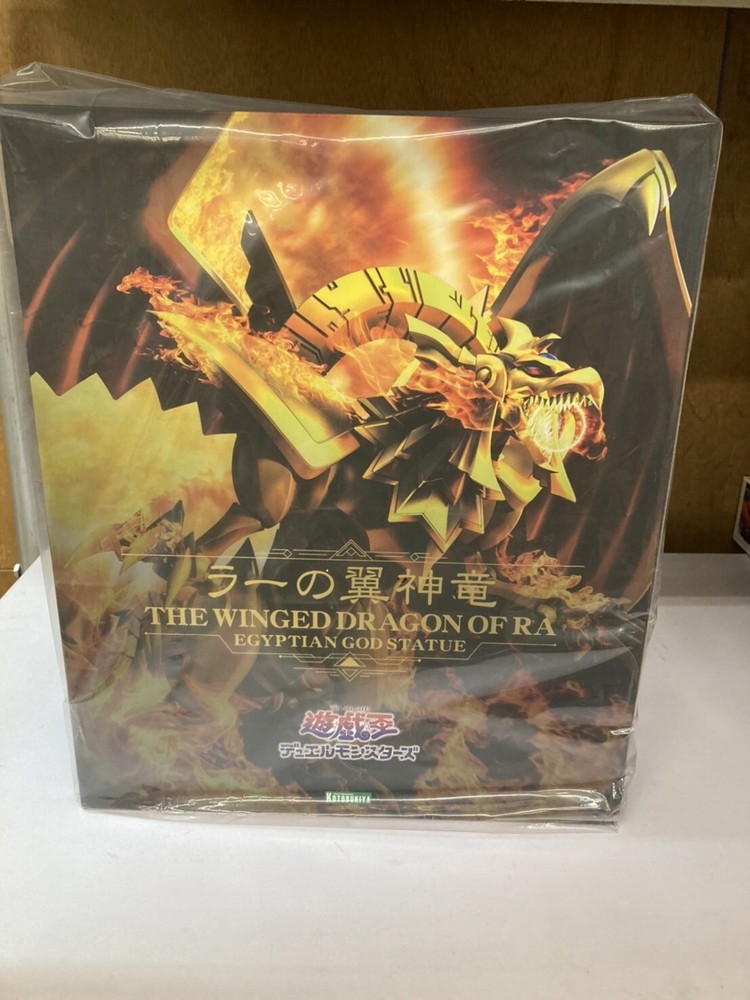 ラーの翼神竜
THE WINGED DRAGON OF RA
EGYPTIAN GOD STATUE
遊戯王
デュエルモンスターズ
KOTOBUKIYA